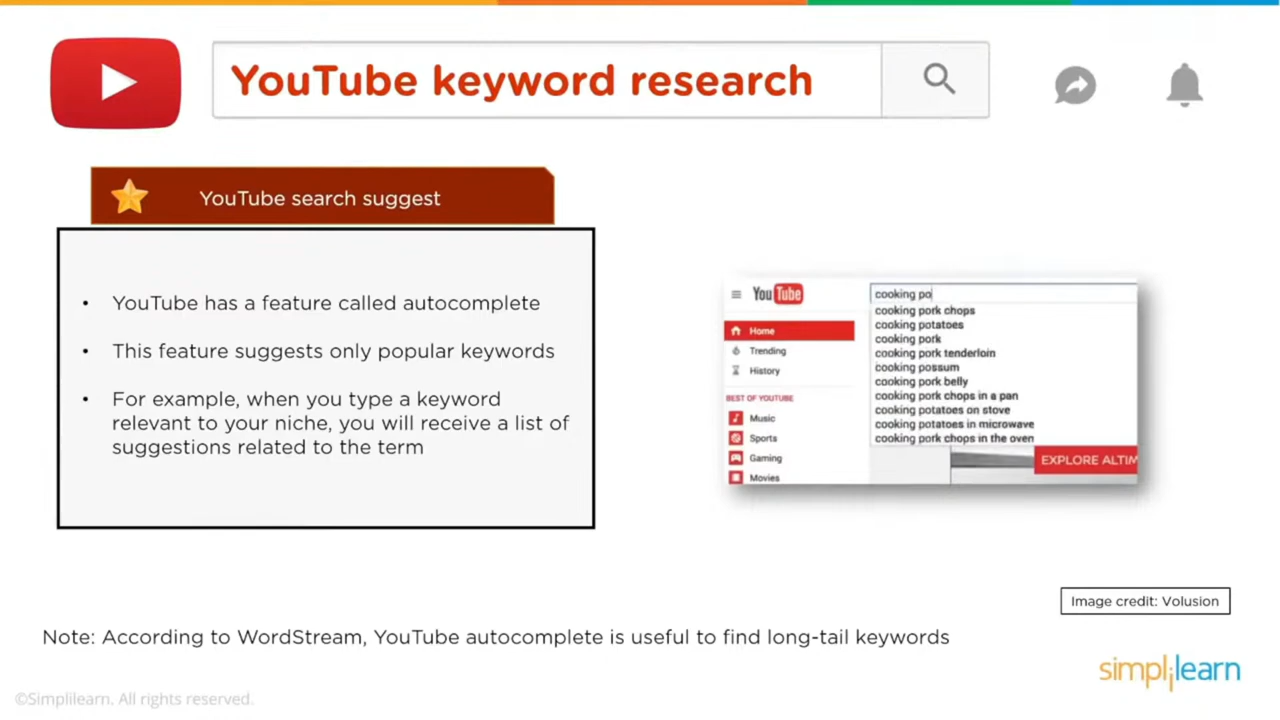 YouTube keyword research
YouTube search suggest
• YouTube has a feature called autocomplete
• This feature suggests only popular keywords
• For example, when you type a keyword
relevant to your niche, you will receive a list of
suggestions related to the term
YouTube
cooking po
cooking pork chops
cooking potatoes
cooking pork
cooking pork tenderloin
cooking possum
cooking pork belly
cooking pork chops in a pan
cooking potatoes on stove
cooking potatoes in microwave
cooking pork chops in the oven
Home
Trending
History
BEST OF YOUTUBE
Music
Sports
Gaming
Movies
EXPLORE ALTIM
Image credit: Volusion
Note: According to WordStream, YouTube autocomplete is useful to find long-tail keywords
simplilearn
©Simplilearn. All rights reserved.